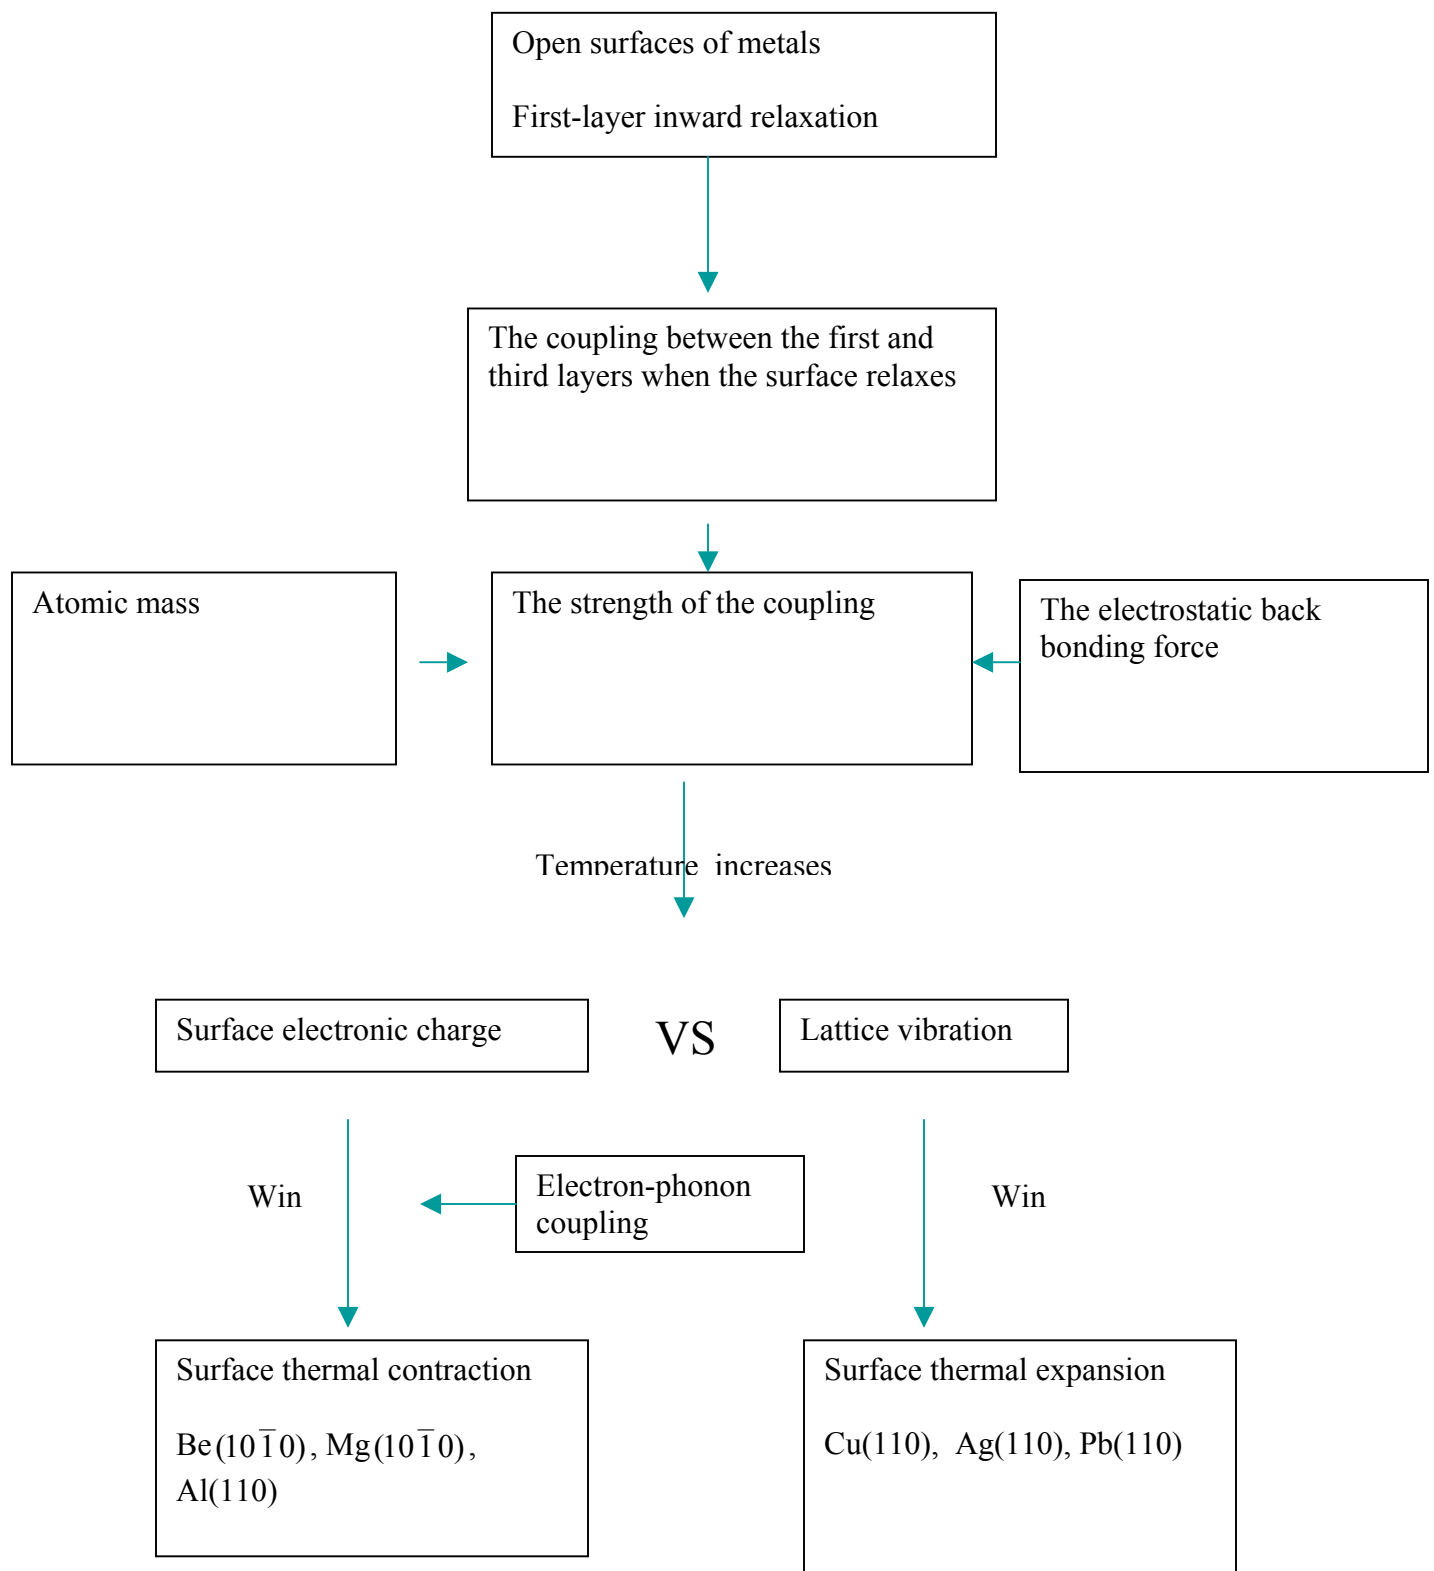 Open surfaces of metals
First-layer inward relaxation
The coupling between the first and
third layers when the surface relaxes
Atomic mass
The strength of the coupling
The electrostatic back
bonding force
Temperature increases
Surface electronic charge
VS
Lattice vibration
Win
Electron-phonon
coupling
Win
Surface thermal contraction
Be(101̅0), Mg(101̅0),
Al(110)
Surface thermal expansion
Cu(110), Ag(110), Pb(110)